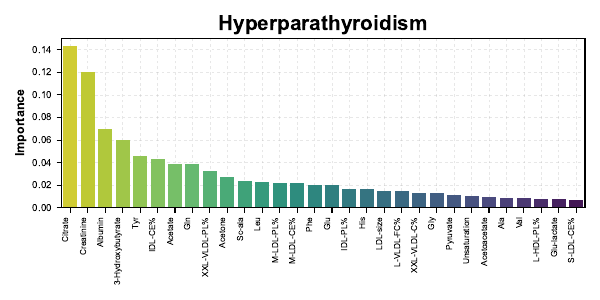 Hyperparathyroidism
Importance
0.14
0.12
0.10
0.08
0.06
0.04
0.02
0.00
Citrate
Creatinine
Albumin
3-Hydroxybutyrate
Tyr
IDL-CE%
Acetate
Gln
XXL-VLDL-PL%
Acetone
Sc-ala
Leu
M-LDL-PL%
M-LDL-CE%
Phe
Glu
IDL-PL%
His
LDL-size
L-VLDL-FC%
XXL-VLDL-C%
Gly
Pyruvate
Unsaturation
Acetoacetate
Ala
Val
L-HDL-PL%
Glu-lactate
S-LDL-CE%